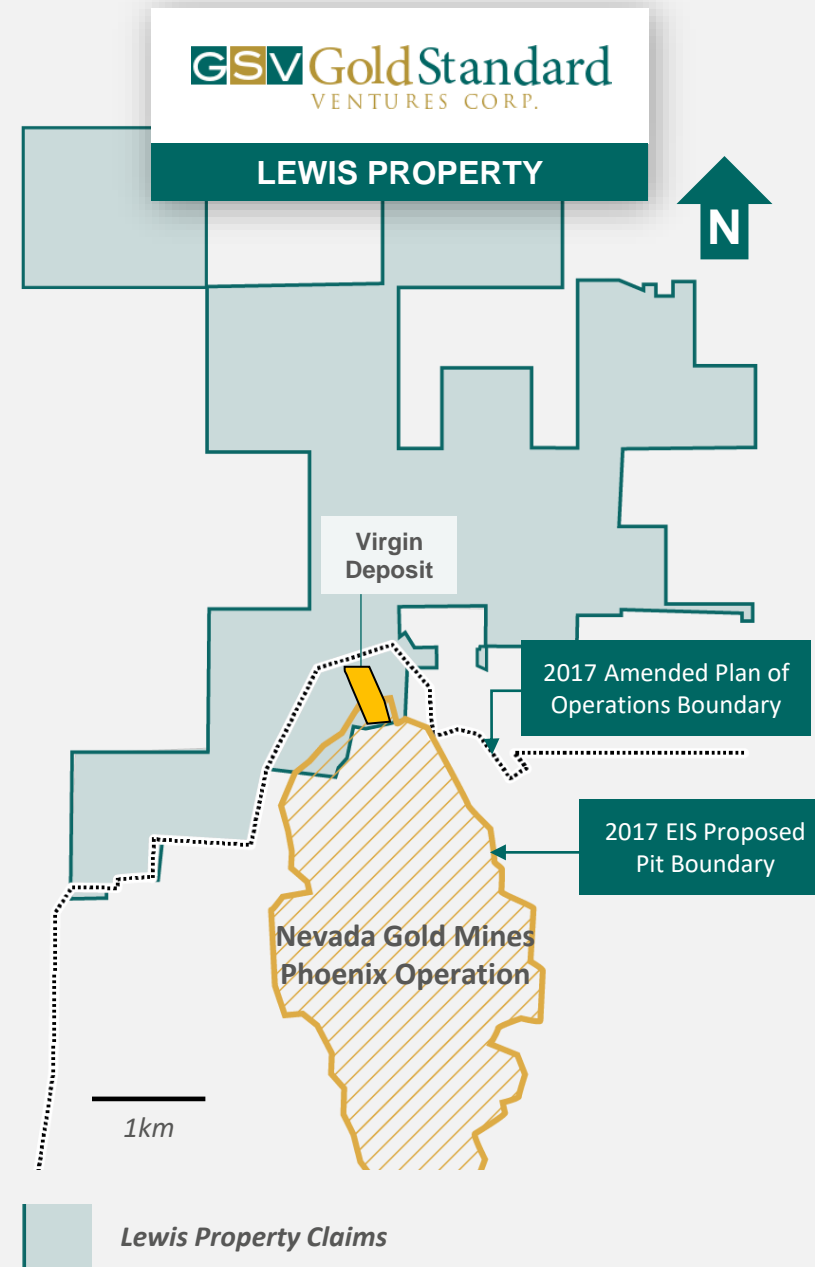 GSV Gold Standard
VENTURES CORP.
LEWIS PROPERTY
N
Virgin
Deposit
2017 Amended Plan of
Operations Boundary
2017 EIS Proposed
Pit Boundary
Nevada Gold Mines
Phoenix Operation
1km
Lewis Property Claims